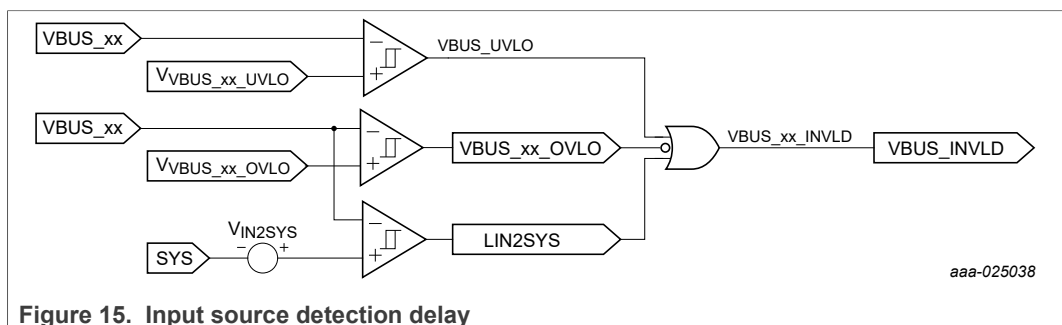 VBUS_xx
VVBUS_xx_UVLO
VBUS_UVLO
VBUS_xx
VVBUS_xx_OVLO
VBUS_xx_OVLO
VBUS_xx_INVLD
VBUS_INVLD
SYS
VIN2SYS
LIN2SYS
− +
− +
− +
− +
aaa-025038
Figure 15. Input source detection delay